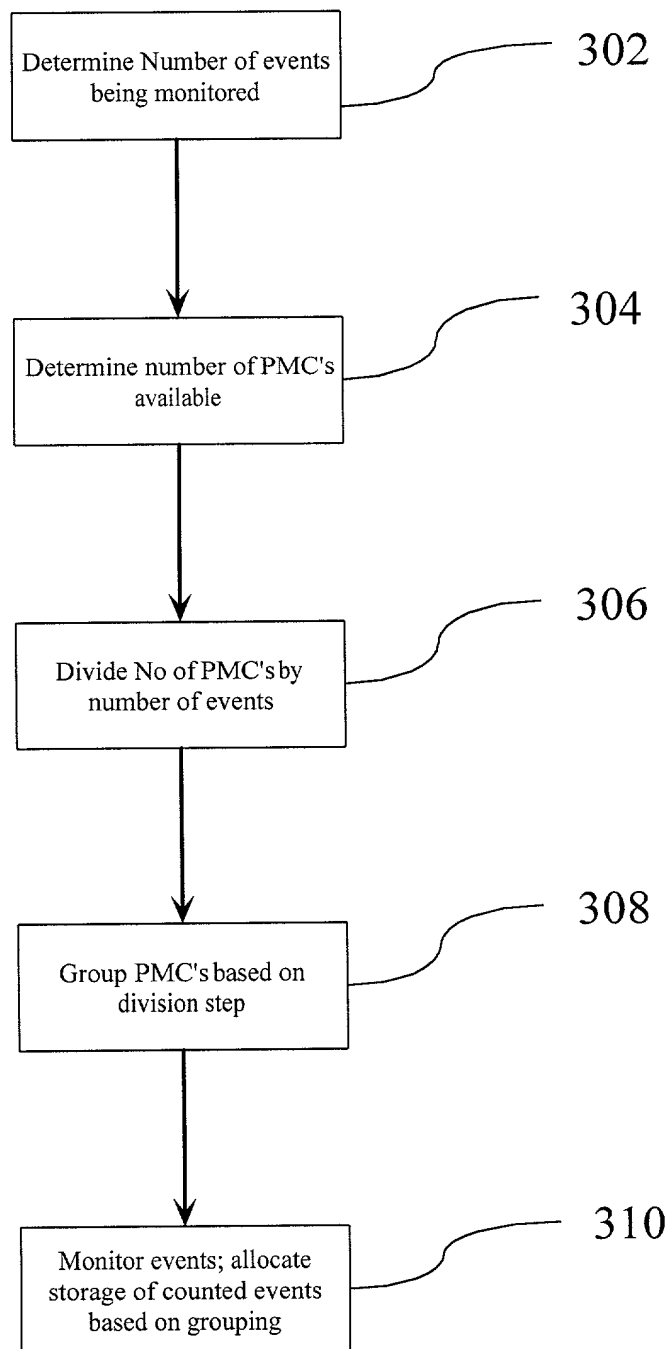 Determine Number of events
being monitored
302
Determine number of PMC's
available
304
Divide No of PMC's by
number of events
306
Group PMC's based on
division step
308
Monitor events; allocate
storage of counted events
based on grouping
310